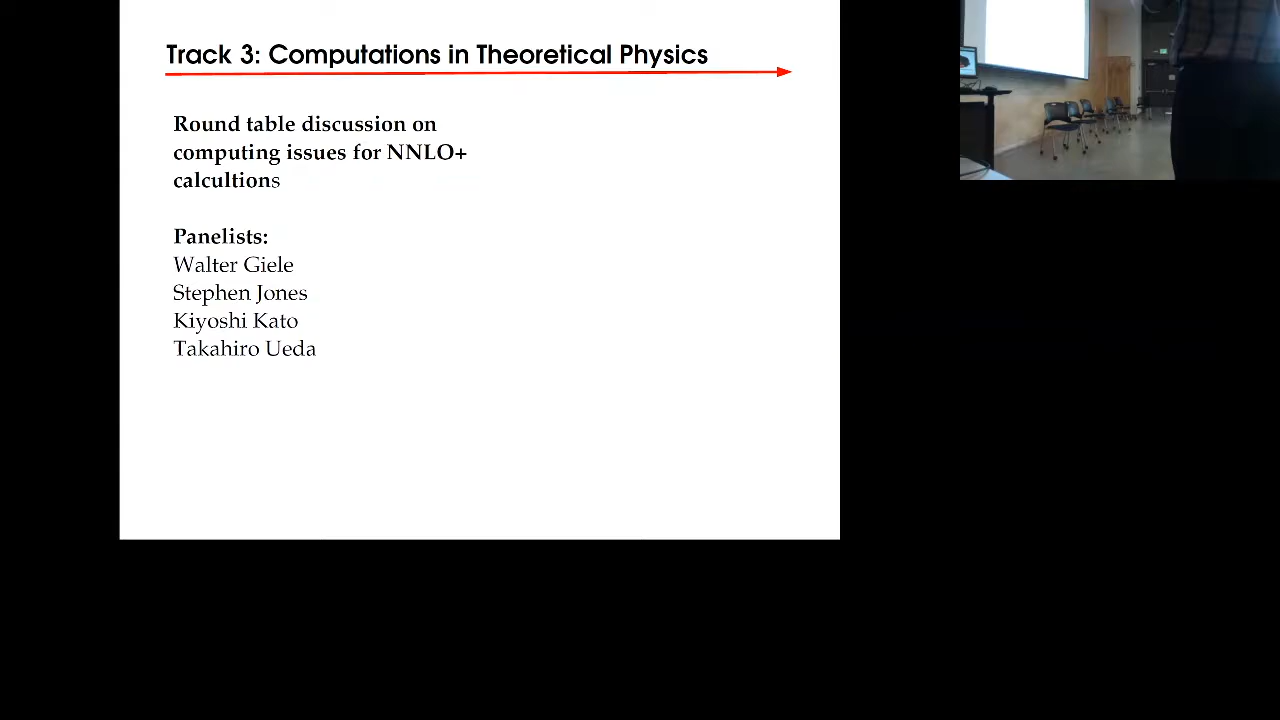 Track 3: Computations in Theoretical Physics
Round table discussion on
computing issues for NNLO+
calcultions
Panelists:
Walter Giele
Stephen Jones
Kiyoshi Kato
Takahiro Ueda